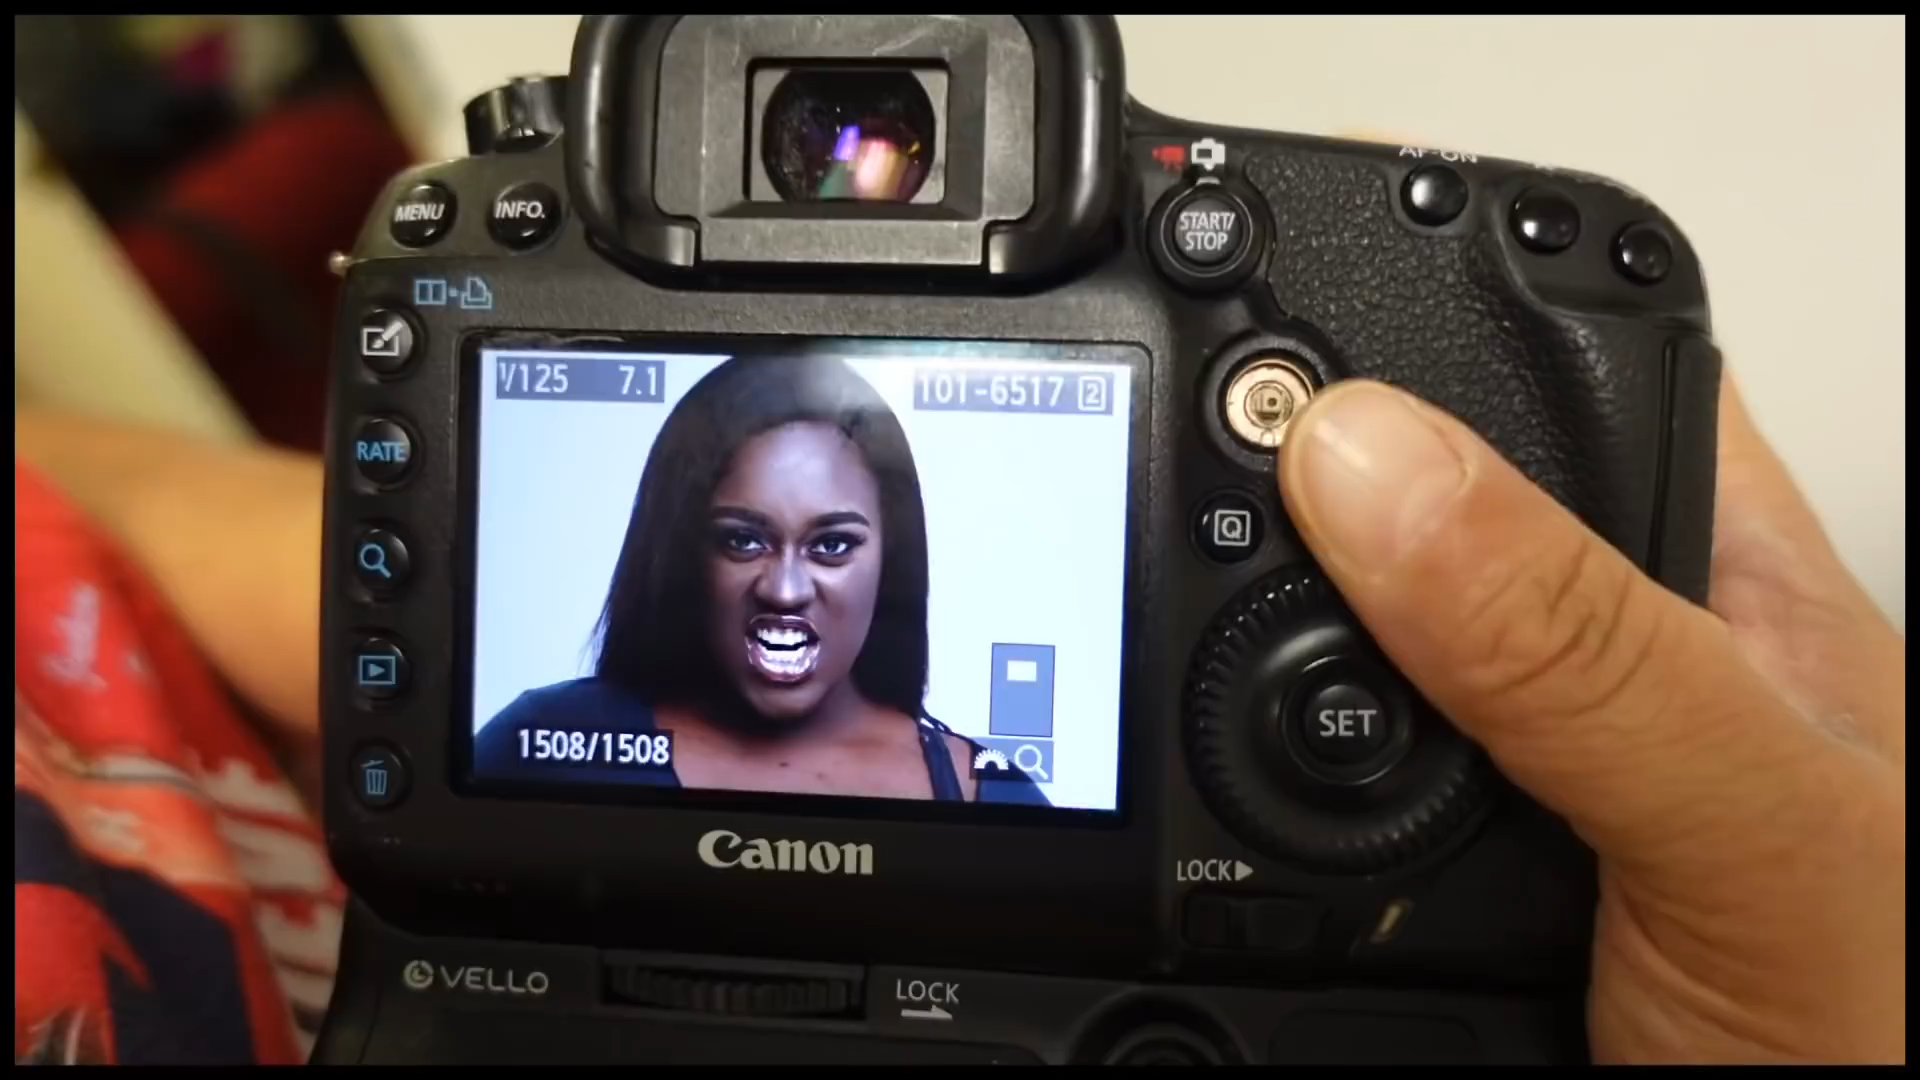 AF-ON
MENU
INFO.
START/
STOP
1/125 7.1
101-6517 2
RATE
Q
SET
1508/1508
Canon
LOCK
VELLO
LOCK